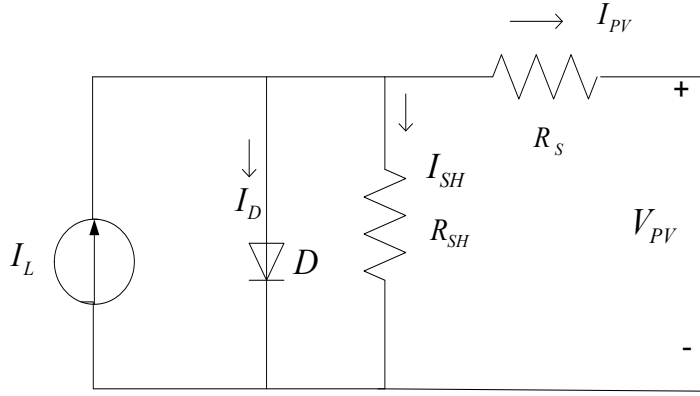 I_PV
+
R_S
I_SH
I_D
R_SH
V_PV
I_L
D
-